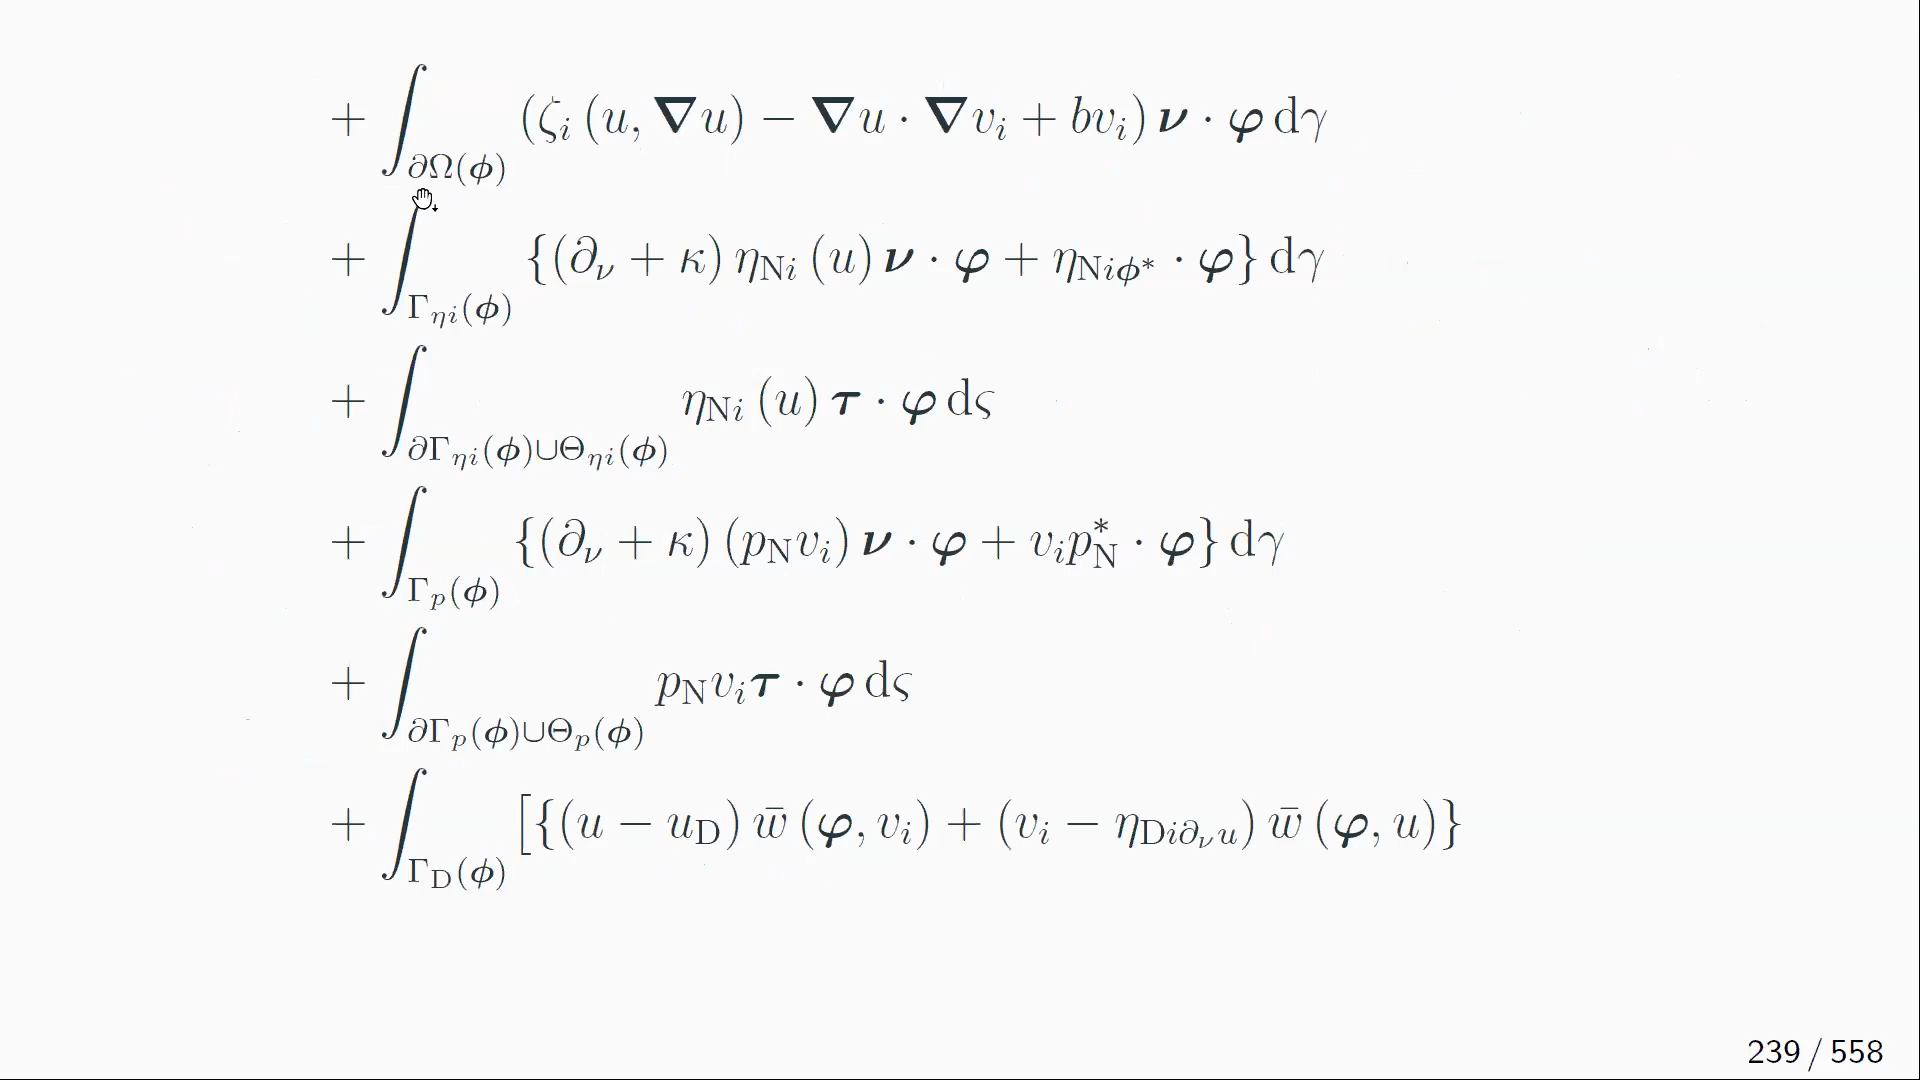 + ∫_{∂Ω(ϕ)} (ζ_i (u, ∇u) − ∇u · ∇v_i + bv_i) ν · φ dγ
+ ∫_{Γ_{ηi}(ϕ)} {(∂_ν + κ) η_{Ni} (u) ν · φ + η_{Niϕ*} · φ} dγ
+ ∫_{∂Γ_{ηi}(ϕ)∪Θ_{ηi}(ϕ)} η_{Ni} (u) τ · φ dς
+ ∫_{Γ_p(ϕ)} {(∂_ν + κ) (p_N v_i) ν · φ + v_i p_N^* · φ} dγ
+ ∫_{∂Γ_p(ϕ)∪Θ_p(ϕ)} p_N v_i τ · φ dς
+ ∫_{Γ_D(ϕ)} [{(u − u_D) w̄ (φ, v_i) + (v_i − η_{Di∂_ν u}) w̄ (φ, u)}
239 / 558